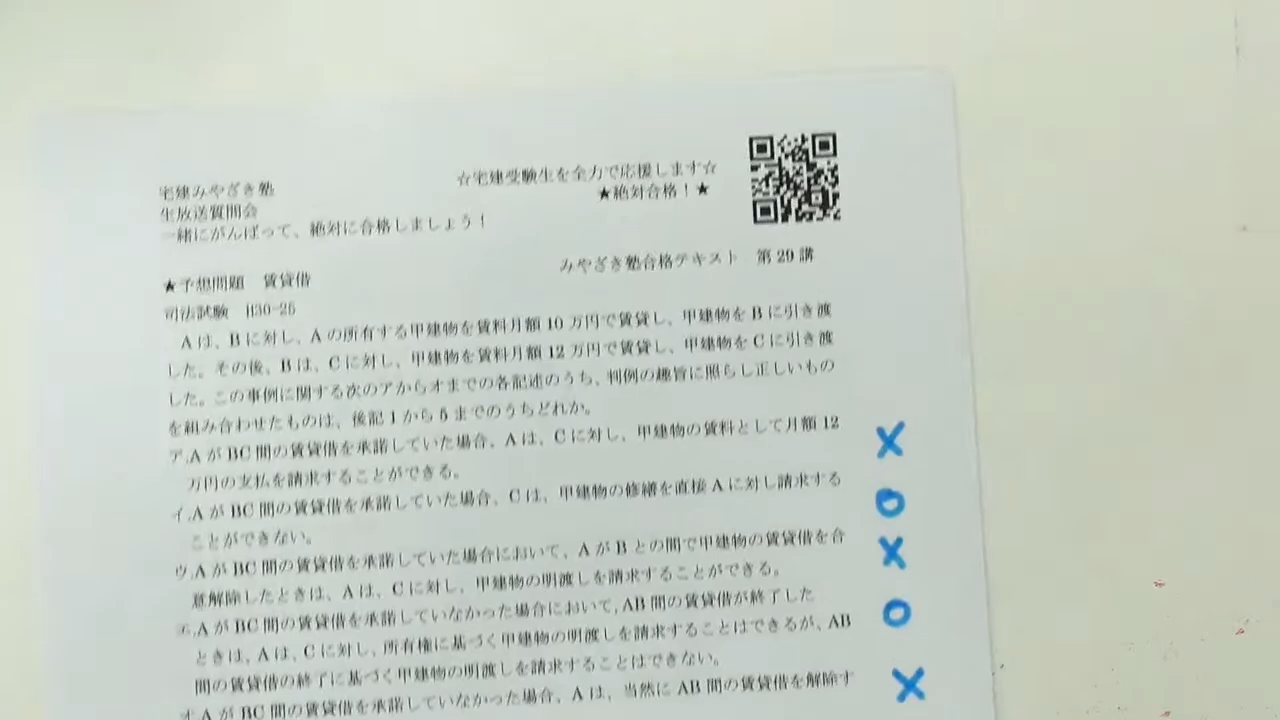 宅建みやざき塾
☆宅建受験生を全力で応援します☆
生放送質問会
★絶対合格！★
一緒にがんばって、絶対に合格しましょう！
みやざき塾合格テキスト 第29講
★予想問題 賃貸借
司法試験 H30-25
Aは、Bに対し、Aの所有する甲建物を賃料月額10万円で賃貸し、甲建物をBに引き渡
した。その後、Bは、Cに対し、甲建物を賃料月額12万円で賃貸し、甲建物をCに引き渡
した。この事例に関する次のアからオまでの各記述のうち、判例の趣旨に照らし正しいもの
を組み合わせたものは、後記1から5までのうちどれか。
ア.AがBC間の賃貸借を承諾していた場合、Aは、Cに対し、甲建物の賃料として月額12
万円の支払を請求することができる。
×
イ.AがBC間の賃貸借を承諾していた場合、Cは、甲建物の修繕を直接Aに対し請求する
ことができない。
○
ウ.AがBC間の賃貸借を承諾していた場合において、AがBとの間で甲建物の賃貸借を合
意解除したときは、Aは、Cに対し、甲建物の明渡しを請求することができる。
×
エ.AがBC間の賃貸借を承諾していなかった場合において、AB間の賃貸借が終了した
ときは、Aは、Cに対し、所有権に基づく甲建物の明渡しを請求することはできるが、AB
間の賃貸借の終了に基づく甲建物の明渡しを請求することはできない。
○
オ.AがBC間の賃貸借を承諾していなかった場合、Aは、当然にAB間の賃貸借を解除す
×